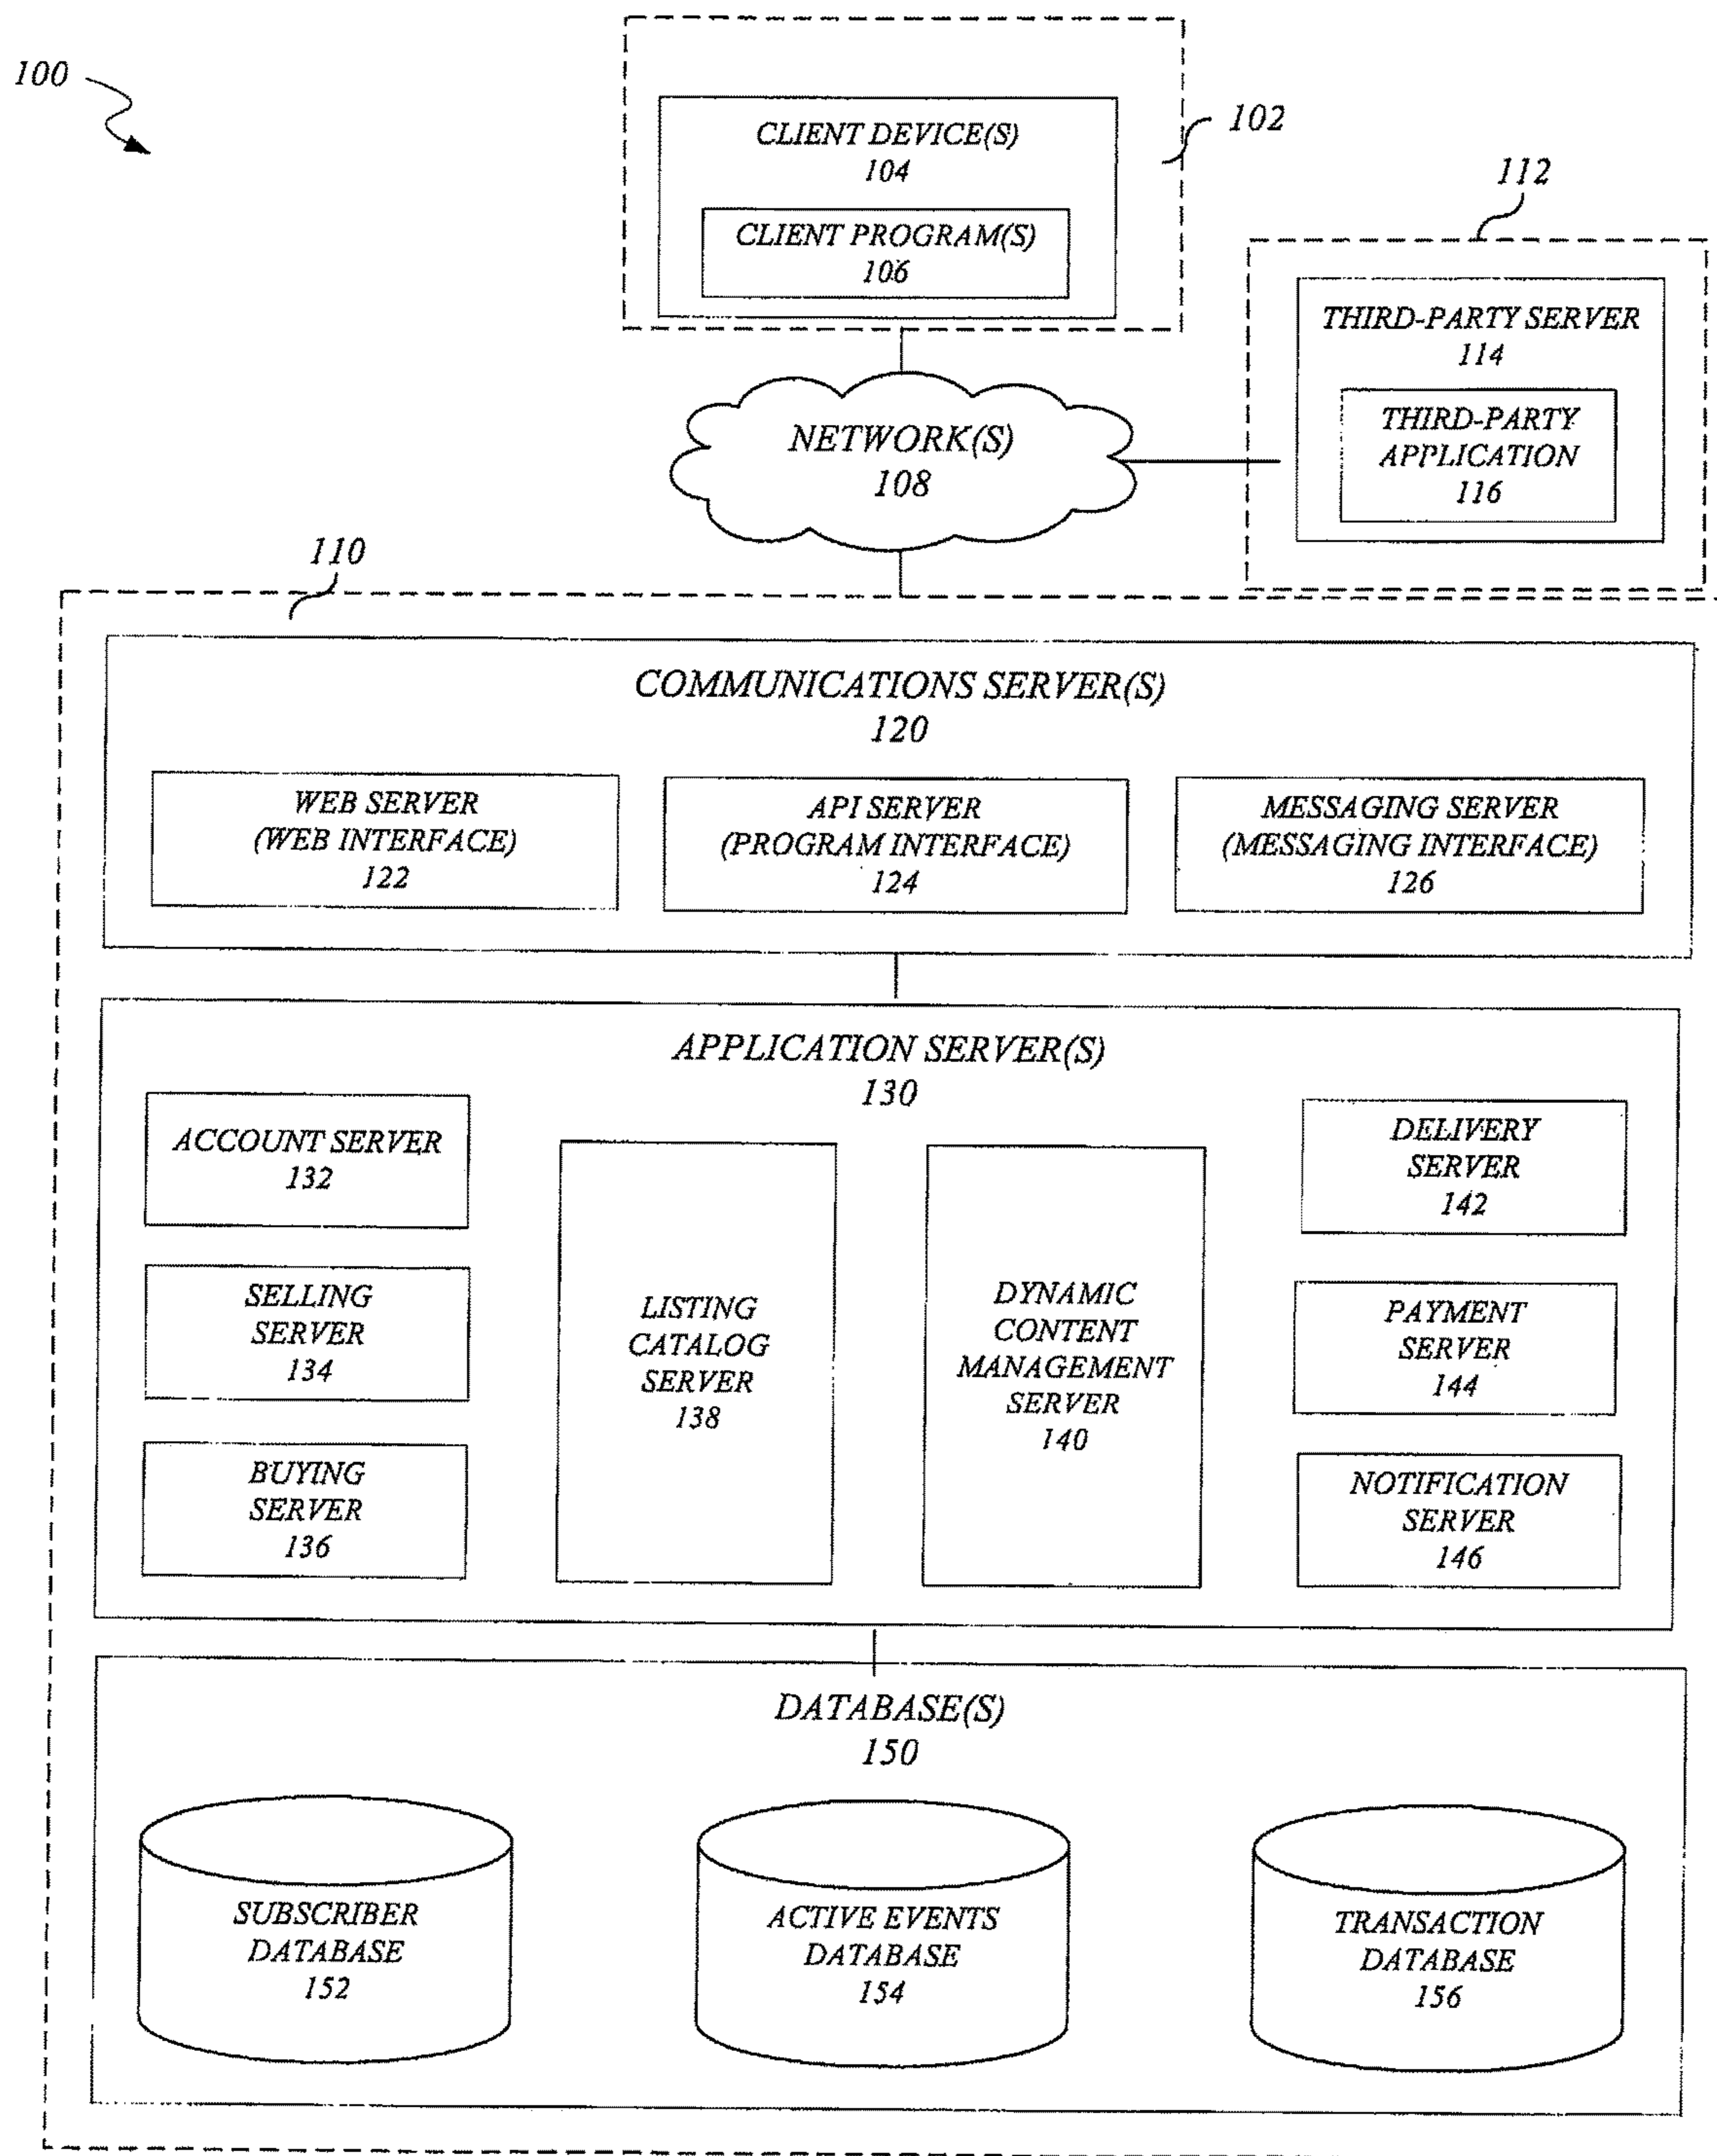 100
102
CLIENT DEVICE(S)
104
CLIENT PROGRAM(S)
106
112
THIRD-PARTY SERVER
114
THIRD-PARTY
APPLICATION
116
NETWORK(S)
108
110
COMMUNICATIONS SERVER(S)
120
WEB SERVER
(WEB INTERFACE)
122
API SERVER
(PROGRAM INTERFACE)
124
MESSAGING SERVER
(MESSAGING INTERFACE)
126
APPLICATION SERVER(S)
130
ACCOUNT SERVER
132
SELLING
SERVER
134
BUYING
SERVER
136
LISTING
CATALOG
SERVER
138
DYNAMIC
CONTENT
MANAGEMENT
SERVER
140
DELIVERY
SERVER
142
PAYMENT
SERVER
144
NOTIFICATION
SERVER
146
DATABASE(S)
150
SUBSCRIBER
DATABASE
152
ACTIVE EVENTS
DATABASE
154
TRANSACTION
DATABASE
156